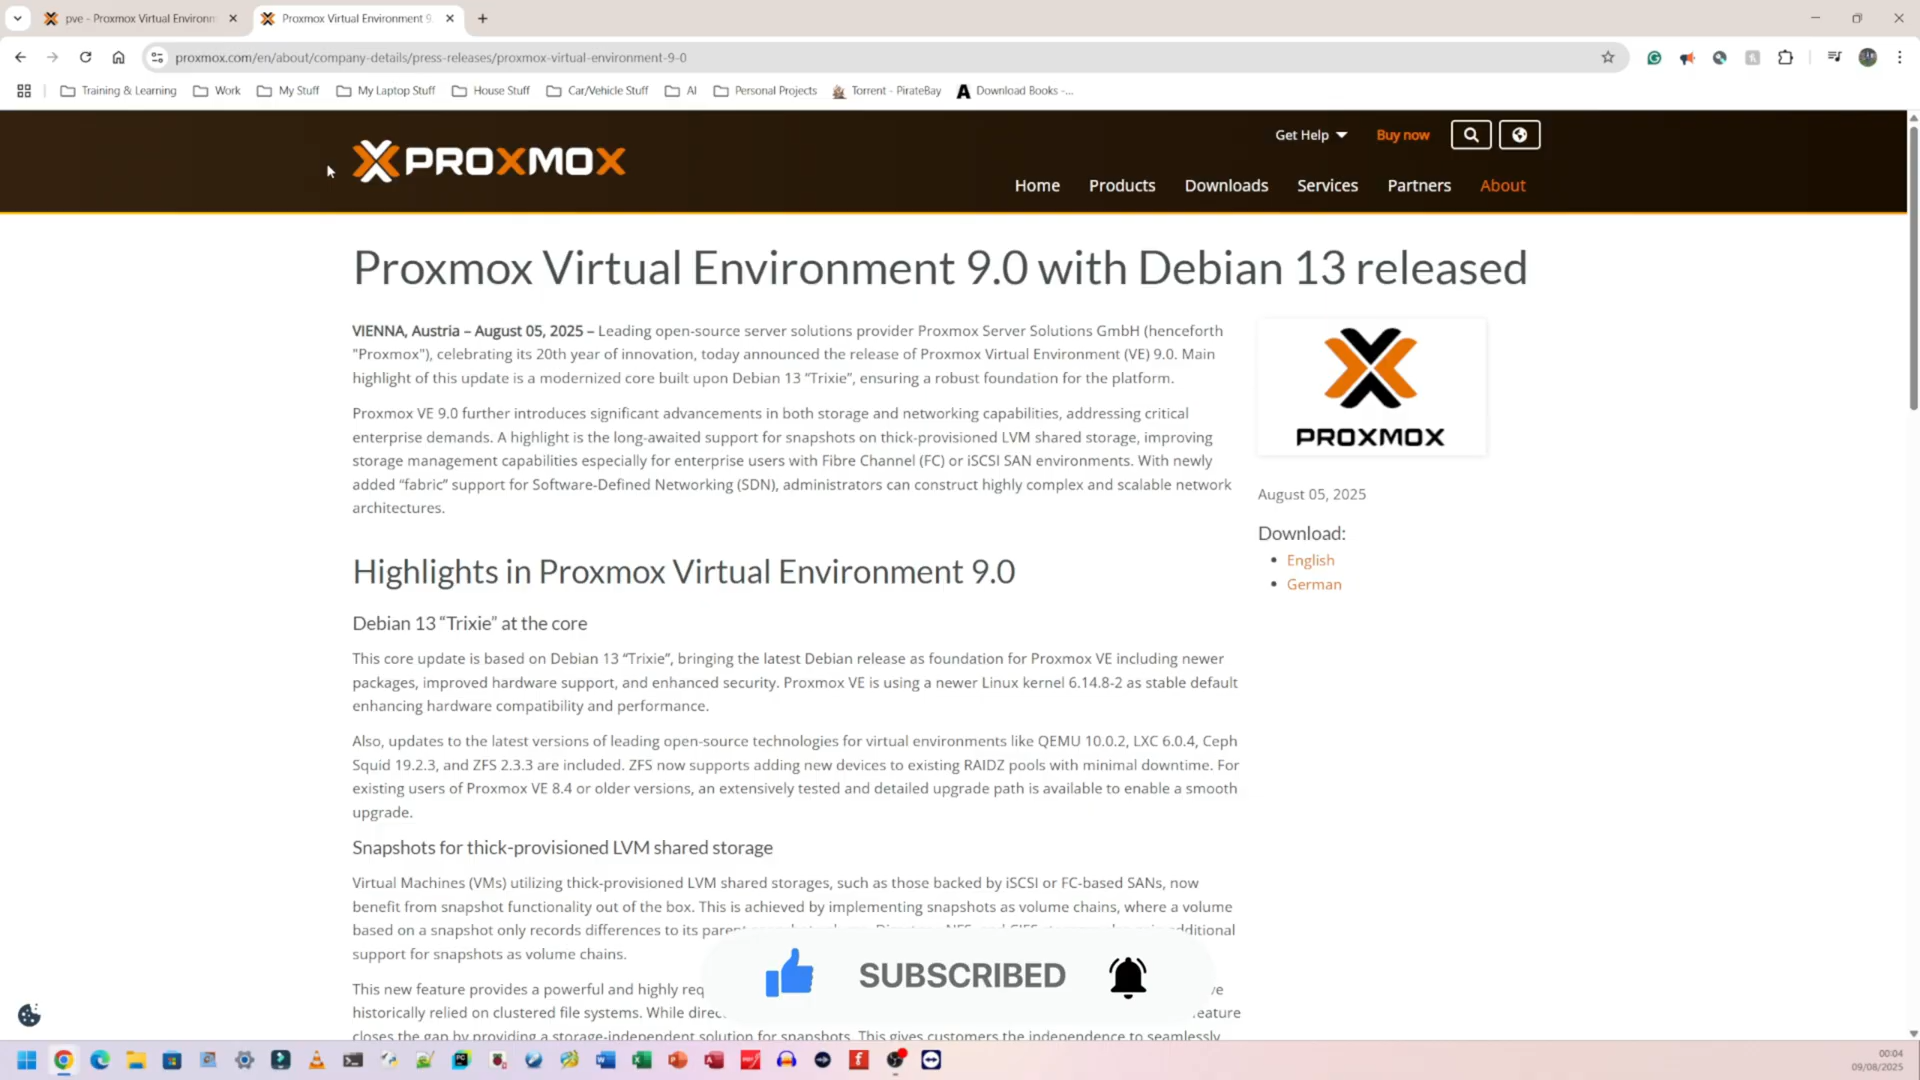 pve - Proxmox Virtual Environm
Proxmox Virtual Environment 9.
proxmox.com/en/about/company-details/press-releases/proxmox-virtual-environment-9-0
Training & Learning
Work
My Stuff
My Laptop Stuff
House Stuff
Car/Vehicle Stuff
AI
Personal Projects
Torrent - PirateBay
Download Books -...
PROXMOX
Get Help
Buy now
Home
Products
Downloads
Services
Partners
About
Proxmox Virtual Environment 9.0 with Debian 13 released
VIENNA, Austria – August 05, 2025 – Leading open-source server solutions provider Proxmox Server Solutions GmbH (henceforth
"Proxmox"), celebrating its 20th year of innovation, today announced the release of Proxmox Virtual Environment (VE) 9.0. Main
highlight of this update is a modernized core built upon Debian 13 “Trixie”, ensuring a robust foundation for the platform.
Proxmox VE 9.0 further introduces significant advancements in both storage and networking capabilities, addressing critical
enterprise demands. A highlight is the long-awaited support for snapshots on thick-provisioned LVM shared storage, improving
storage management capabilities especially for enterprise users with Fibre Channel (FC) or iSCSI SAN environments. With newly
added “fabric” support for Software-Defined Networking (SDN), administrators can construct highly complex and scalable network
architectures.
PROXMOX
August 05, 2025
Download:
English
German
Highlights in Proxmox Virtual Environment 9.0
Debian 13 “Trixie” at the core
This core update is based on Debian 13 “Trixie”, bringing the latest Debian release as foundation for Proxmox VE including newer
packages, improved hardware support, and enhanced security. Proxmox VE is using a newer Linux kernel 6.14.8-2 as stable default
enhancing hardware compatibility and performance.
Also, updates to the latest versions of leading open-source technologies for virtual environments like QEMU 10.0.2, LXC 6.0.4, Ceph
Squid 19.2.3, and ZFS 2.3.3 are included. ZFS now supports adding new devices to existing RAIDZ pools with minimal downtime. For
existing users of Proxmox VE 8.4 or older versions, an extensively tested and detailed upgrade path is available to enable a smooth
upgrade.
Snapshots for thick-provisioned LVM shared storage
Virtual Machines (VMs) utilizing thick-provisioned LVM shared storages, such as those backed by iSCSI or FC-based SANs, now
benefit from snapshot functionality out of the box. This is achieved by implementing snapshots as volume chains, where a volume
based on a snapshot only records differences to its additional
support for snapshots as volume chains.
This new feature provides a powerful and highly
historically relied on clustered file systems. While
closes the gap by providing a storage-independent solution for snapshots. This gives customers the independence to seamlessly
SUBSCRIBED
00:04
09/08/2025